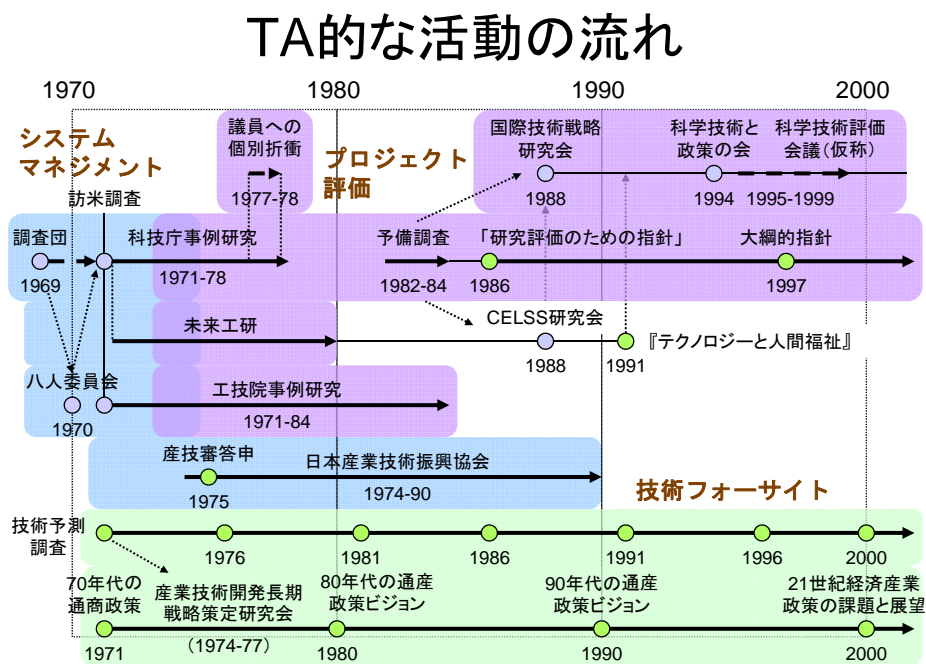 TA的な活動の流れ
1970
1980
1990
2000
システム
マネジメント
議員への
個別折衝
1977-78
プロジェクト
評価
国際技術戦略
研究会
1988
科学技術と
政策の会
1994
科学技術評価
会議(仮称)
1995-1999
訪米調査
調査団
1969
科技庁事例研究
1971-78
予備調査
1982-84
「研究評価のための指針」
1986
大綱的指針
1997
未来工研
CELSS研究会
1988
1991
『テクノロジーと人間福祉』
八人委員会
1970
工技院事例研究
1971-84
産技審答申
1975
日本産業技術振興協会
1974-90
技術フォーサイト
技術予測
調査
1976
1981
1986
1991
1996
2000
70年代の
通商政策
1971
産業技術開発長期
戦略策定研究会
(1974-77)
80年代の通産
政策ビジョン
1980
90年代の通産
政策ビジョン
1990
21世紀経済産業
政策の課題と展望
2000